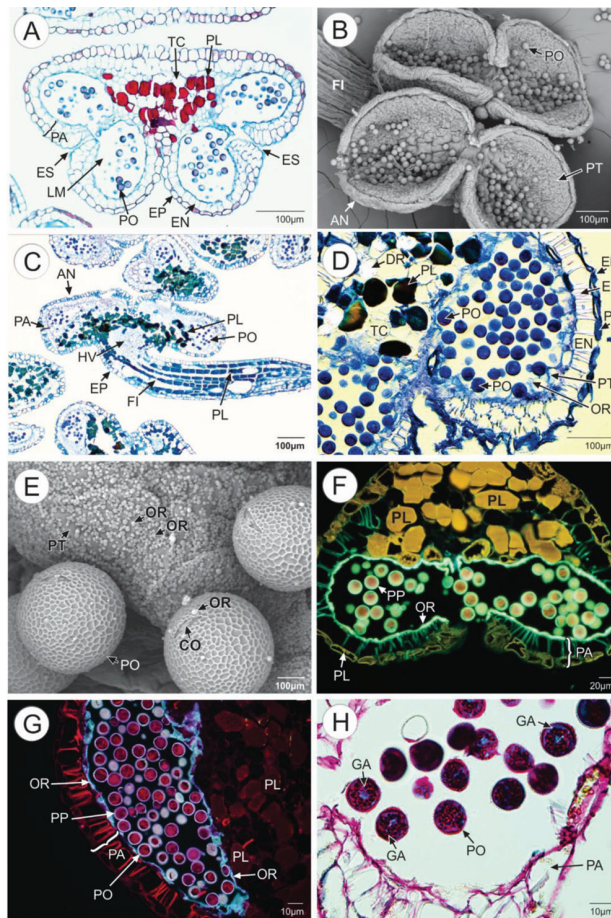 A
TC
PL
PA
ES
LM
PO
EP
EN
ES
100µm
B
PO
FI
PT
AN
100µm
C
AN
PA
HV
EP
FI
PL
PO
PL
100µm
D
DR
PL
PO
TC
EN
PT
PO
OR
100µm
E
OR
OR
PT
OR
CO
PO
100µm
F
PL
PL
PP
OR
PA
PL
20µm
G
OR
PL
PP
PA
PL
PO
OR
10µm
H
GA
GA
GA
PO
PA
10µm